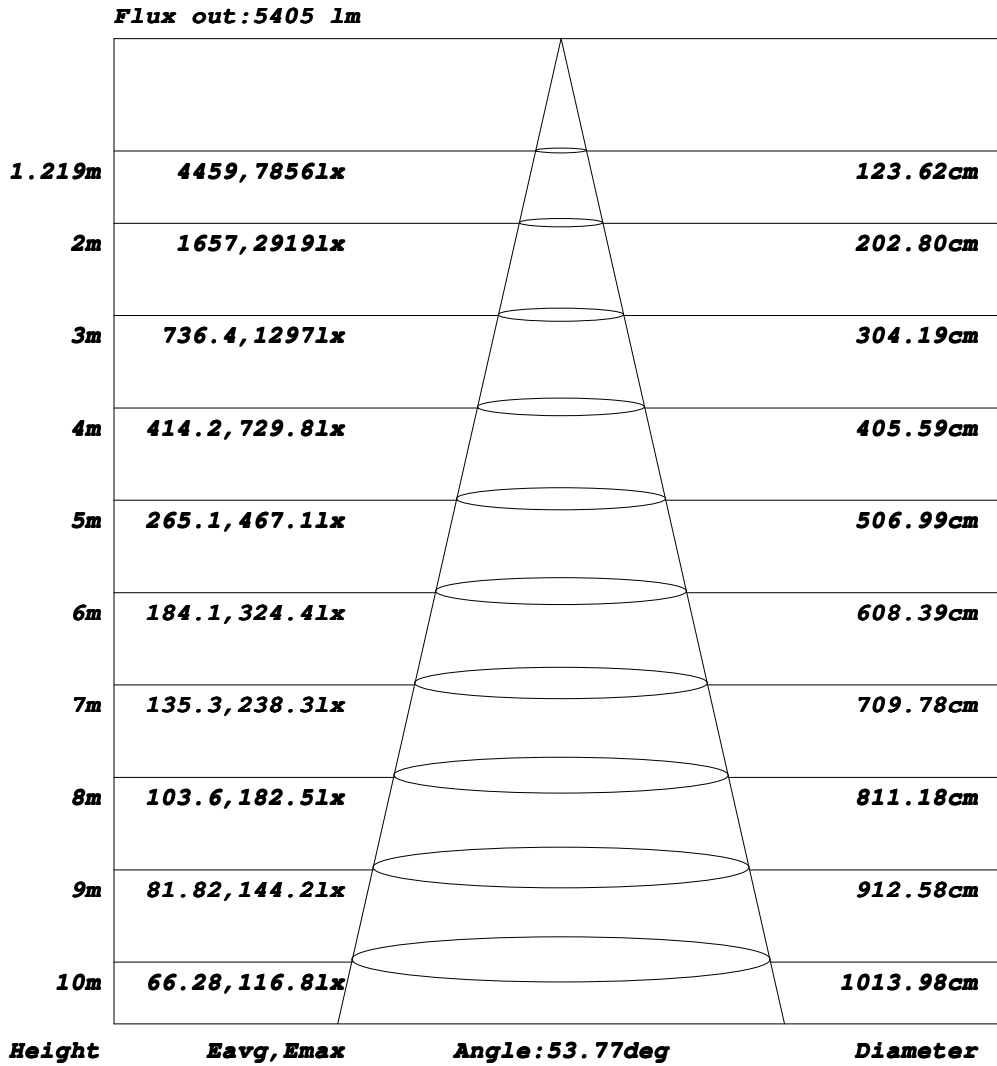 Flux out:5405 lm
1.219m 4459,7856lx 123.62cm
2m 1657,2919lx 202.80cm
3m 736.4,1297lx 304.19cm
4m 414.2,729.8lx 405.59cm
5m 265.1,467.1lx 506.99cm
6m 184.1,324.4lx 608.39cm
7m 135.3,238.3lx 709.78cm
8m 103.6,182.5lx 811.18cm
9m 81.82,144.2lx 912.58cm
10m 66.28,116.8lx 1013.98cm
Height Eavg,Emax Angle:53.77deg Diameter